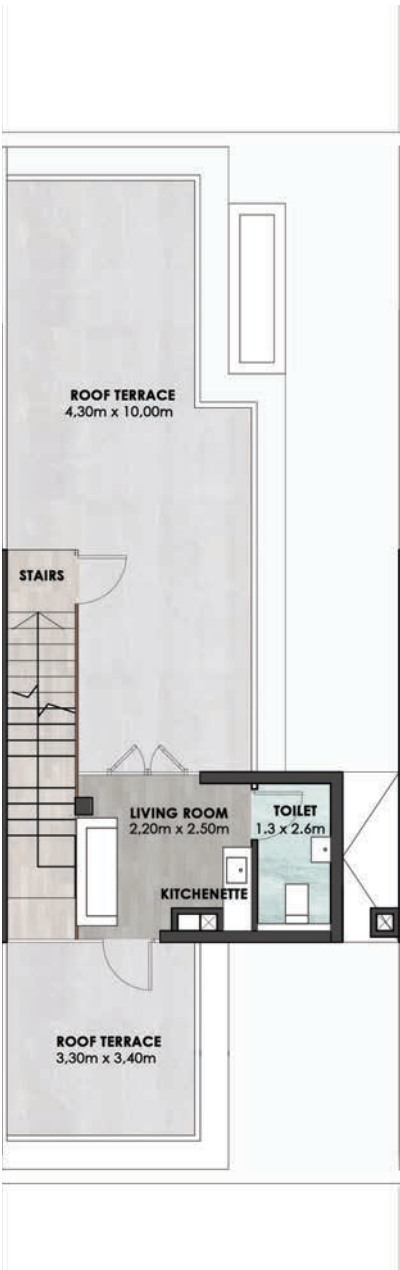 ROOF TERRACE
4,30m x 10,00m
STAIRS
LIVING ROOM
2,20m x 2.50m
TOILET
1.3 x 2.6m
KITCHENETTE
ROOF TERRACE
3,30m x 3,40m